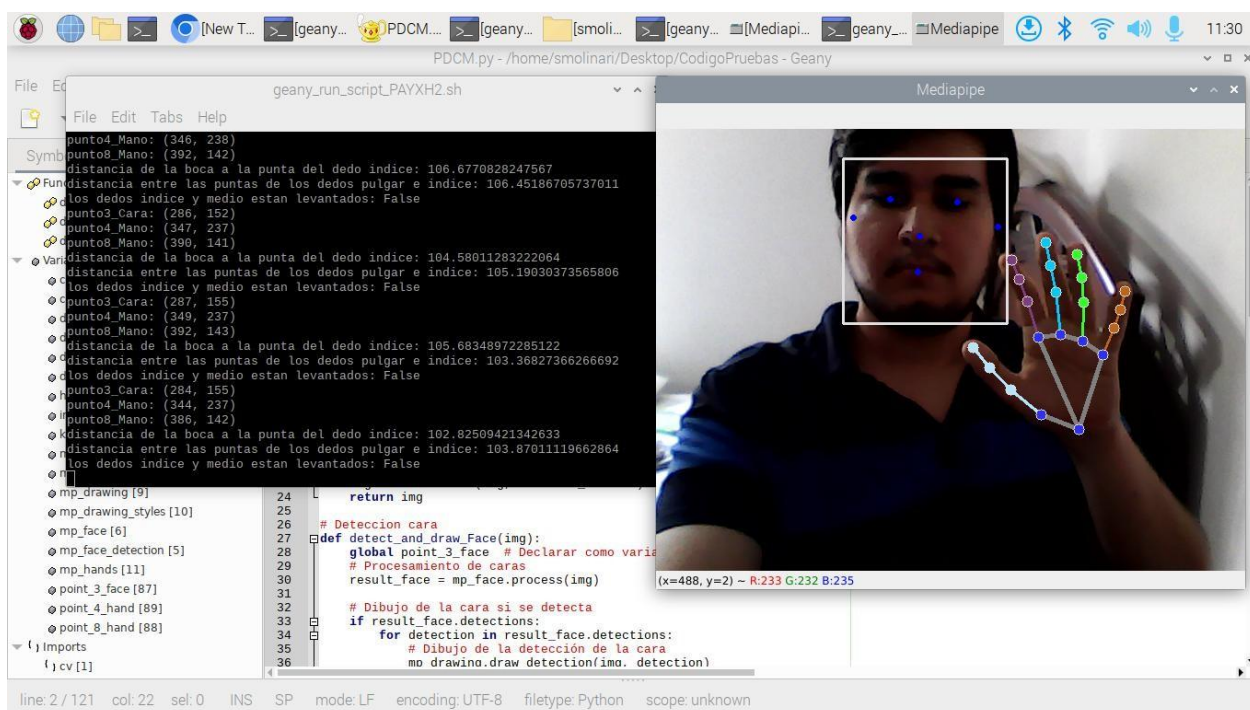 [New T...
[geany...
PDCM....
[geany...
[smoli...
[geany...
[Mediapi...
geany_...
Mediapipe
11:30
PDCM.py - /home/smolinari/Desktop/CodigoPruebas - Geany
File
geany_run_script_PAYXH2.sh
File Edit Tabs Help
punto4_Mano: (346, 238)
punto8_Mano: (392, 142)
distancia de la boca a la punta del dedo indice: 106.6770828247567
distancia entre las puntas de los dedos pulgar e indice: 106.45186705737011
los dedos indice y medio estan levantados: False
punto3_Cara: (286, 152)
punto4_Mano: (347, 237)
punto8_Mano: (390, 141)
distancia de la boca a la punta del dedo indice: 104.58011283222064
distancia entre las puntas de los dedos pulgar e indice: 105.19030373565806
los dedos indice y medio estan levantados: False
punto3_Cara: (287, 155)
punto4_Mano: (349, 237)
punto8_Mano: (392, 143)
distancia de la boca a la punta del dedo indice: 105.68348972285122
distancia entre las puntas de los dedos pulgar e indice: 103.36827366266692
los dedos indice y medio estan levantados: False
punto3_Cara: (284, 155)
punto4_Mano: (344, 237)
punto8_Mano: (386, 142)
distancia de la boca a la punta del dedo indice: 102.82509421342633
distancia entre las puntas de los dedos pulgar e indice: 103.87011119662864
los dedos indice y medio estan levantados: False
Mediapipe
(x=488, y=2) ~ R:233 G:232 B:235
mp_drawing [9]
mp_drawing_styles [10]
mp_face [6]
mp_face_detection [5]
mp_hands [11]
point_3_face [87]
point_4_hand [89]
point_8_hand [88]
Imports
cv [1]
24 return img
25
26 # Deteccion cara
27 def detect_and_draw_Face(img):
28 global point_3_face # Declarar como varia
29 # Procesamiento de caras
30 result_face = mp_face.process(img)
31
32 # Dibujo de la cara si se detecta
33 if result_face.detections:
34 for detection in result_face.detections:
35 # Dibujo de la detección de la cara
36 mp_drawing.draw_detection(img, detection)
line: 2 / 121 col: 22 sel: 0 INS SP mode: LF encoding: UTF-8 filetype: Python scope: unknown